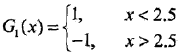 G₁(x) = { 1, x < 2.5
-1, x > 2.5